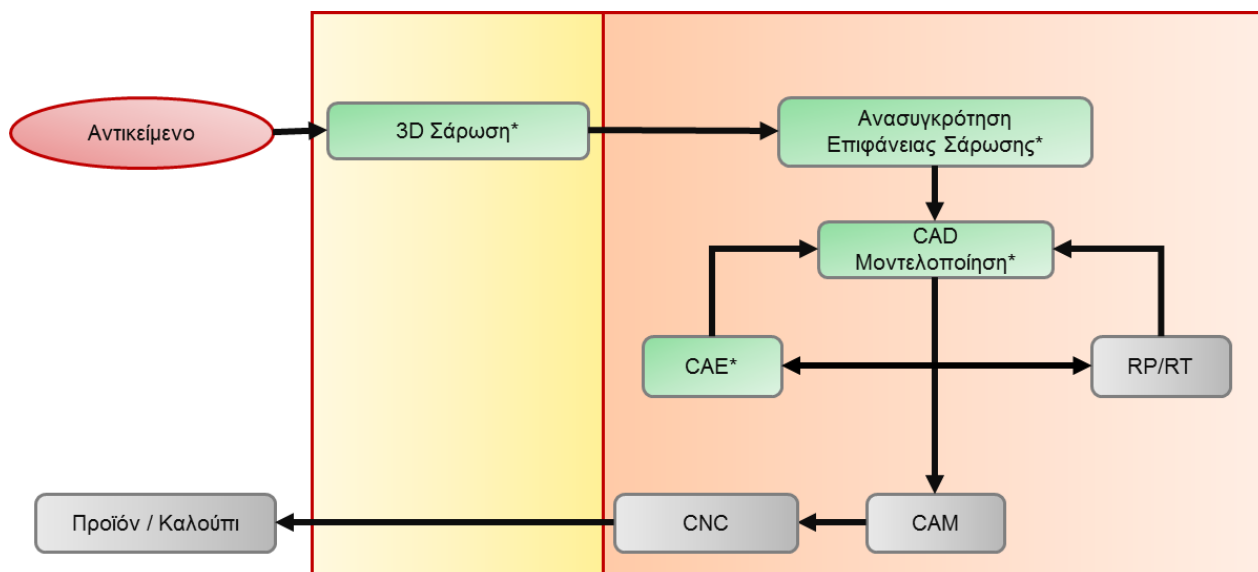 Αντικείμενο
3D Σάρωση*
Ανασυγκρότηση
Επιφάνειας Σάρωσης*
CAD
Μοντελοποίηση*
CAE*
RP/RT
Προϊόν / Καλούπι
CNC
CAM